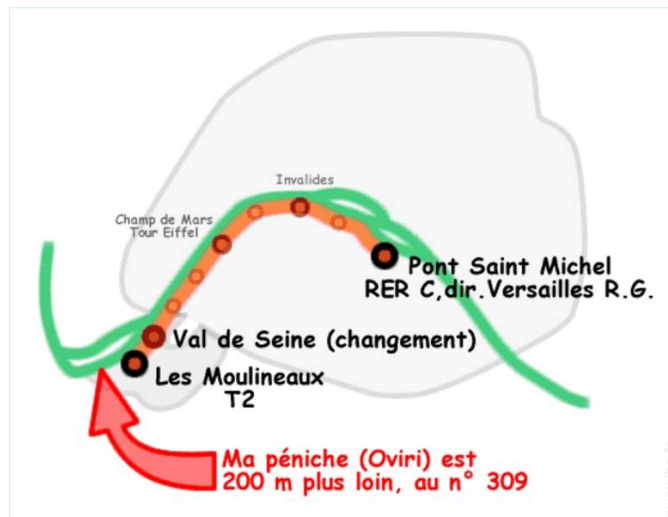 Invalides
Champ de Mars
Tour Eiffel
Pont Saint Michel
RER C,dir.Versailles R.G.
Val de Seine (changement)
Les Moulineaux
T2
Ma péniche (Oviri) est
200 m plus loin, au n° 309